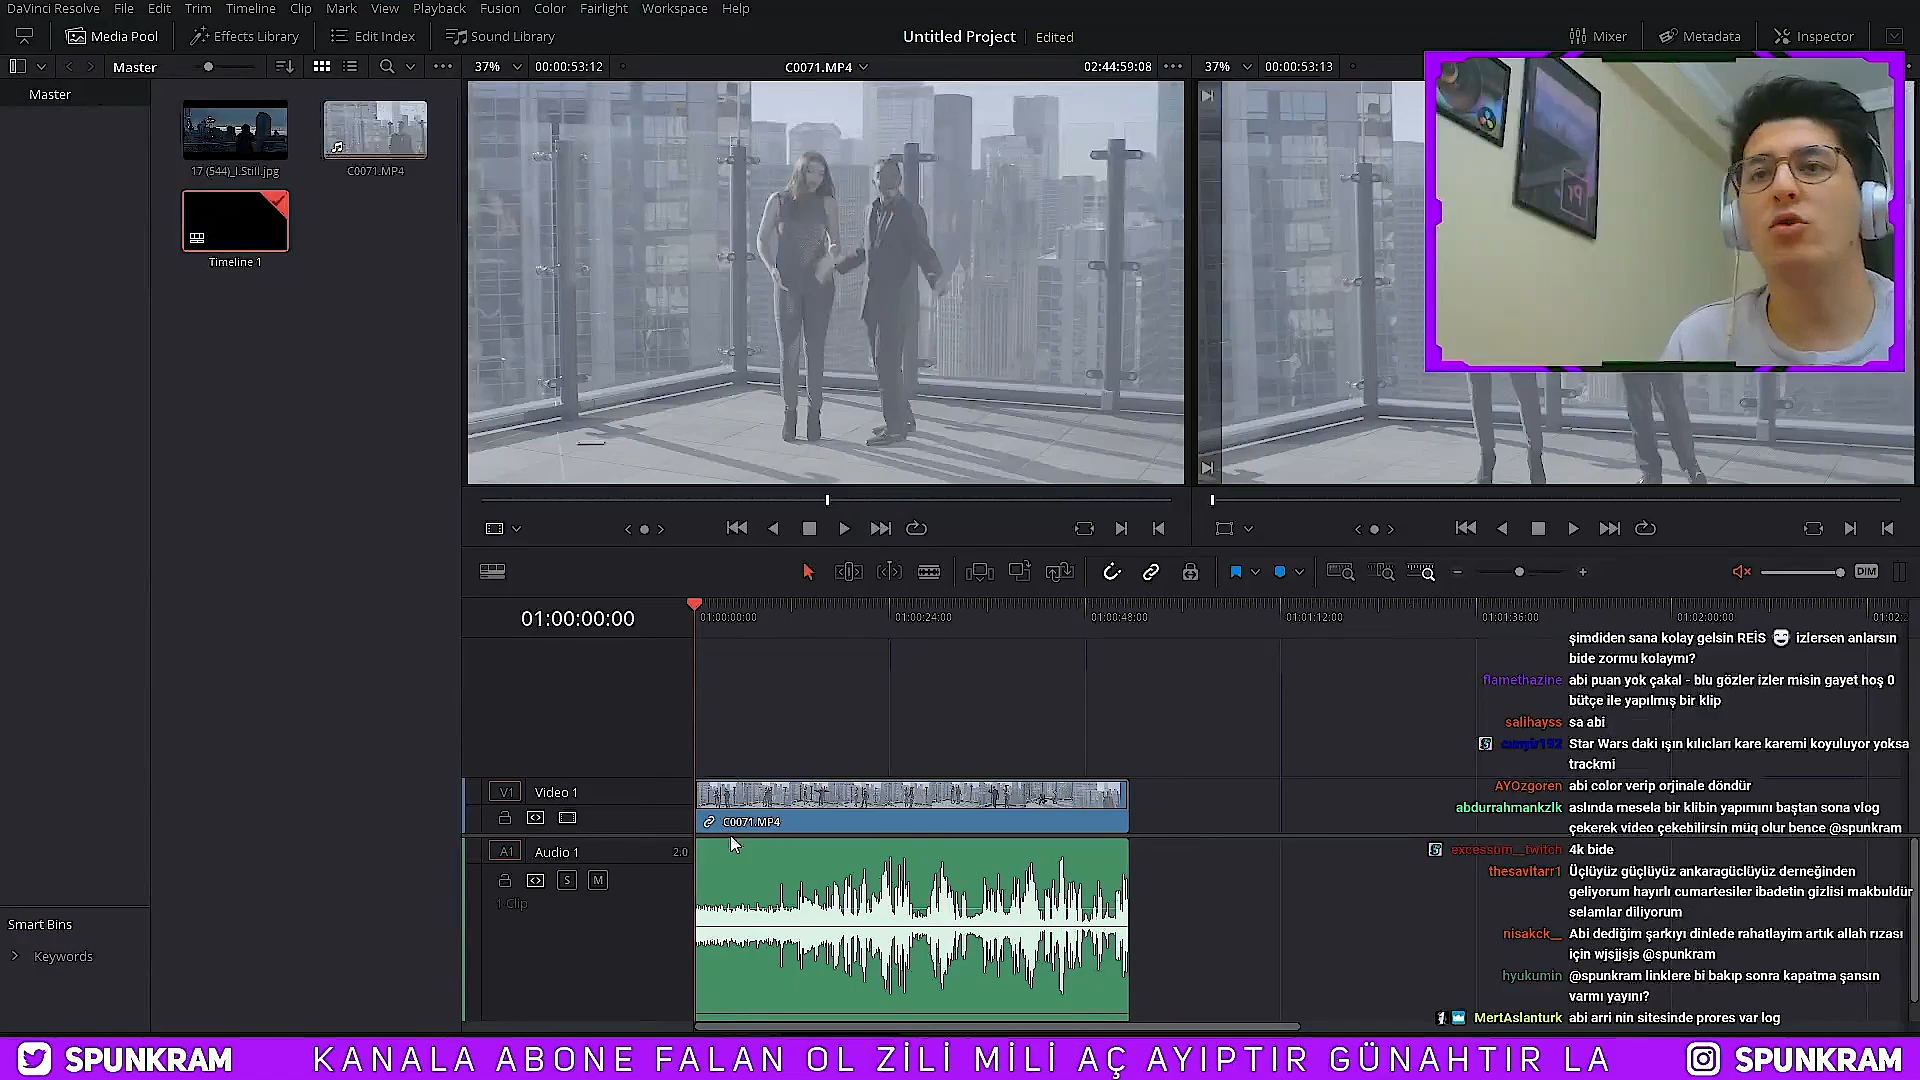 DaVinci Resolve File Edit Trim Timeline Clip Mark View Playback Fusion Color Fairlight Workspace Help
Media Pool Effects Library Edit Index Sound Library Untitled Project Edited Mixer Metadata Inspector
Master 37% 00:00:53:12 C0071.MP4 02:44:59:08 37% 00:00:53:13
Master
17 (544)_I.Still.jpg C0071.MP4
Timeline 1
DIM
01:00:00:00
01:00:00:00 01:00:24:00 01:00:48:00 01:01:12:00 01:01:36:00 01:02:00:00
V1 Video 1
C0071.MP4
A1 Audio 1 2.0
S M
1 Clip
Smart Bins
Keywords
şimdiden sana kolay gelsin REİS izlersen anlarsın
bide zormu kolaymı?
flamethazine abi puan yok çakal - blu gözler izler misin gayet hoş 0
bütçe ile yapılmış bir klip
salihayss sa abi
Star Wars daki ışın kılıcları kare karemi koyuluyor yoksa
trackmi
AYOzgoren abi color verip orjinale döndür
abdurrahmankzlk aslında mesela bir klibin yapımını baştan sona vlog
çekerek video çekebilirsin müq olur bence @spunkram
excessum__twitch 4k bide
thesavitarr1 Üçlüyüz güçlüyüz ankaragüclüyüz derneğinden
geliyorum hayırlı cumartesiler ibadetin gizlisi makbuldür
selamlar diliyorum
nisakck__ Abi dediğim şarkıyı dinlede rahatlayim artık allah rızası
için wjsjjsjs @spunkram
hyukumin @spunkram linklere bi bakıp sonra kapatma şansın
varmı yayını?
MertAslanturk abi arri nin sitesinde prores var log
SPUNKRAM KANALA ABONE FALAN OL ZİLİ MİLİ AÇ AYIPTIR GÜNAHTIR LA SPUNKRAM